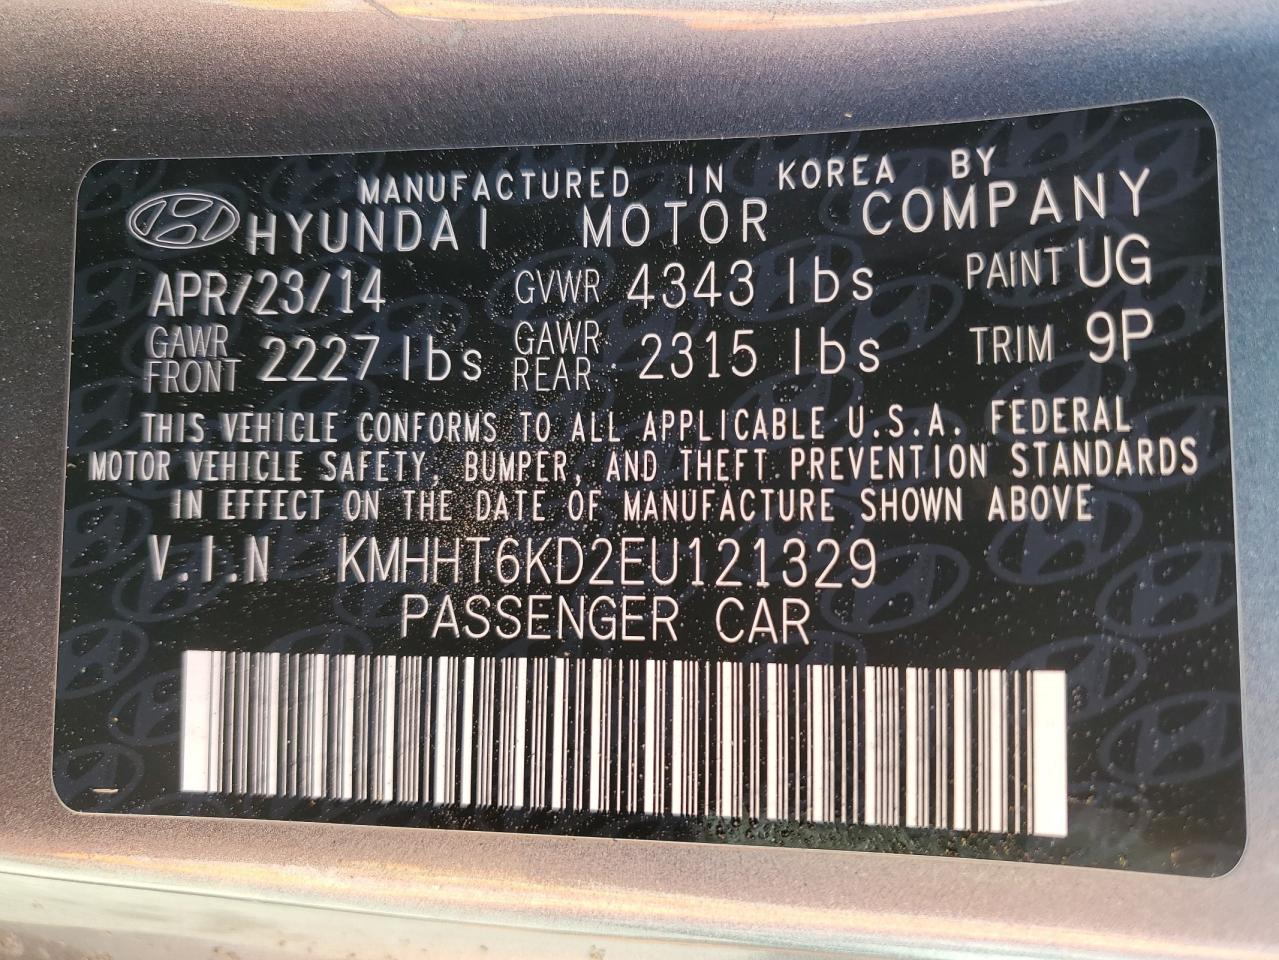 MANUFACTURED IN KOREA BY
HYUNDAI MOTOR COMPANY
APR/23/14 GVWR 4343 lbs PAINT UG
GAWR FRONT 2227 lbs GAWR REAR 2315 lbs TRIM 9P
THIS VEHICLE CONFORMS TO ALL APPLICABLE U.S.A. FEDERAL
MOTOR VEHICLE SAFETY, BUMPER, AND THEFT PREVENTION STANDARDS
IN EFFECT ON THE DATE OF MANUFACTURE SHOWN ABOVE
V.I.N KMHHT6KD2EU121329
PASSENGER CAR